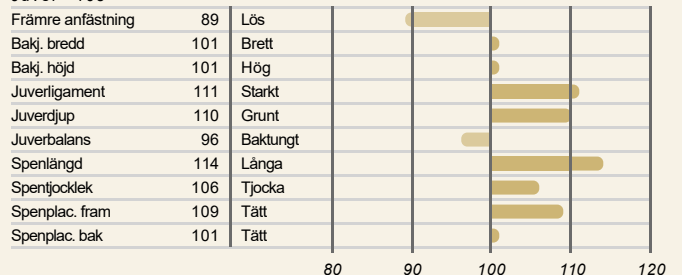 Främre anfästning 89 Lös
Bakj. bredd 101 Brett
Bakj. höjd 101 Hög
Juverligament 111 Starkt
Juverdjup 110 Grunt
Juverbalans 96 Baktungt
Spenlängd 114 Långa
Spentjocklek 106 Tjocka
Spenplac. fram 109 Tätt
Spenplac. bak 101 Tätt
80 90 100 110 120